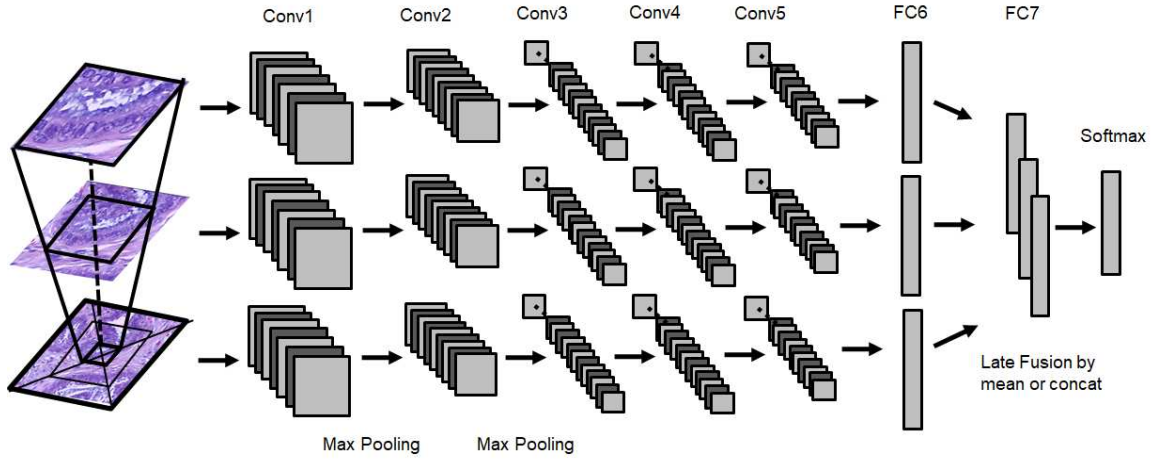 Conv1 Conv2 Conv3 Conv4 Conv5 FC6 FC7
Softmax
Late Fusion by
mean or concat
Max Pooling Max Pooling